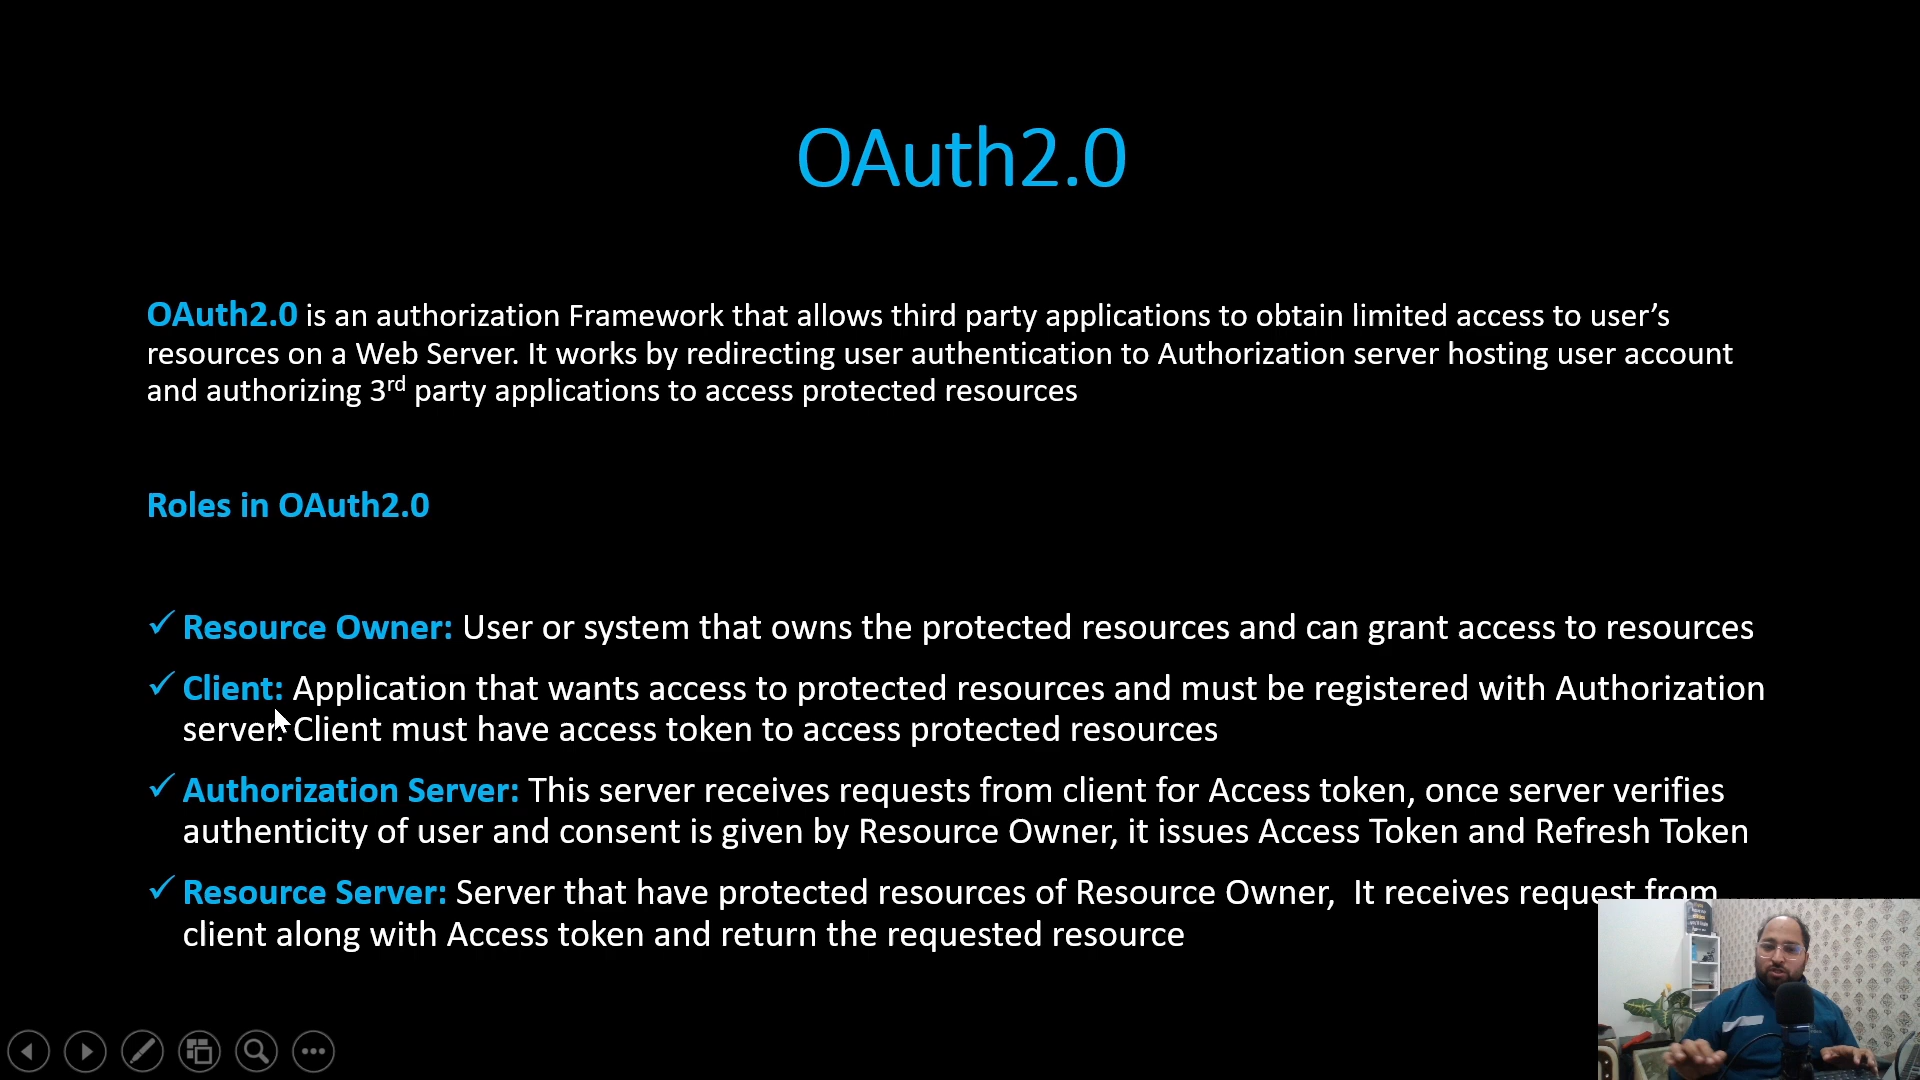 OAuth2.0
OAuth2.0 is an authorization Framework that allows third party applications to obtain limited access to user’s
resources on a Web Server. It works by redirecting user authentication to Authorization server hosting user account
and authorizing 3rd party applications to access protected resources
Roles in OAuth2.0
✓ Resource Owner: User or system that owns the protected resources and can grant access to resources
✓ Client: Application that wants access to protected resources and must be registered with Authorization
server. Client must have access token to access protected resources
✓ Authorization Server: This server receives requests from client for Access token, once server verifies
authenticity of user and consent is given by Resource Owner, it issues Access Token and Refresh Token
✓ Resource Server: Server that have protected resources of Resource Owner,  It receives request from
client along with Access token and return the requested resource